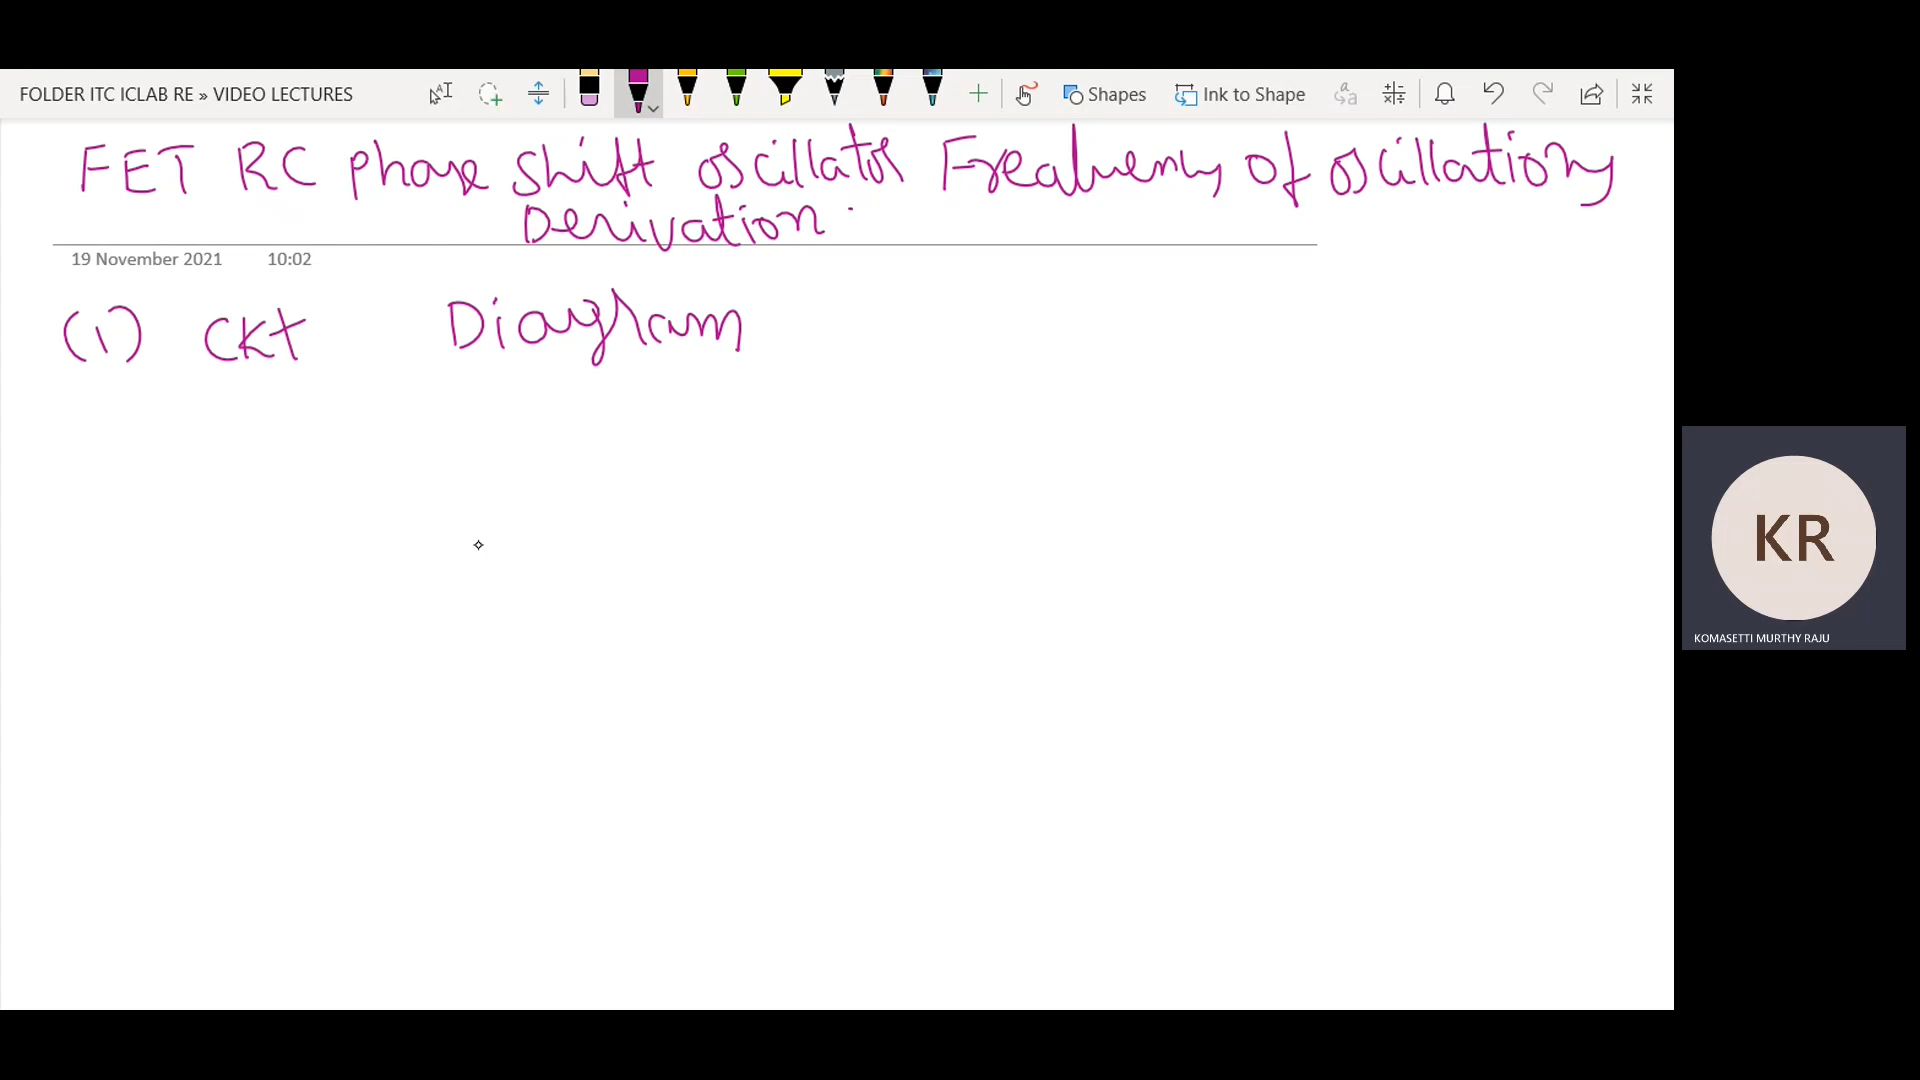 FOLDER ITC ICLAB RE » VIDEO LECTURES
Shapes
Ink to Shape
FET RC phase shift oscillator Frequency of oscillations
Derivation.
19 November 2021 10:02
(1) CKT Diagram
KR
KOMASETTI MURTHY RAJU